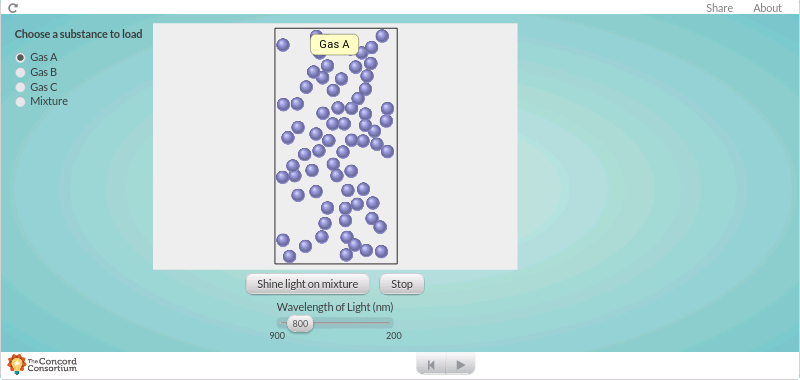 Share About
Choose a substance to load
Gas A
Gas B
Gas C
Mixture
Gas A
Shine light on mixture Stop
Wavelength of Light (nm)
800
900 200
The Concord
Consortium